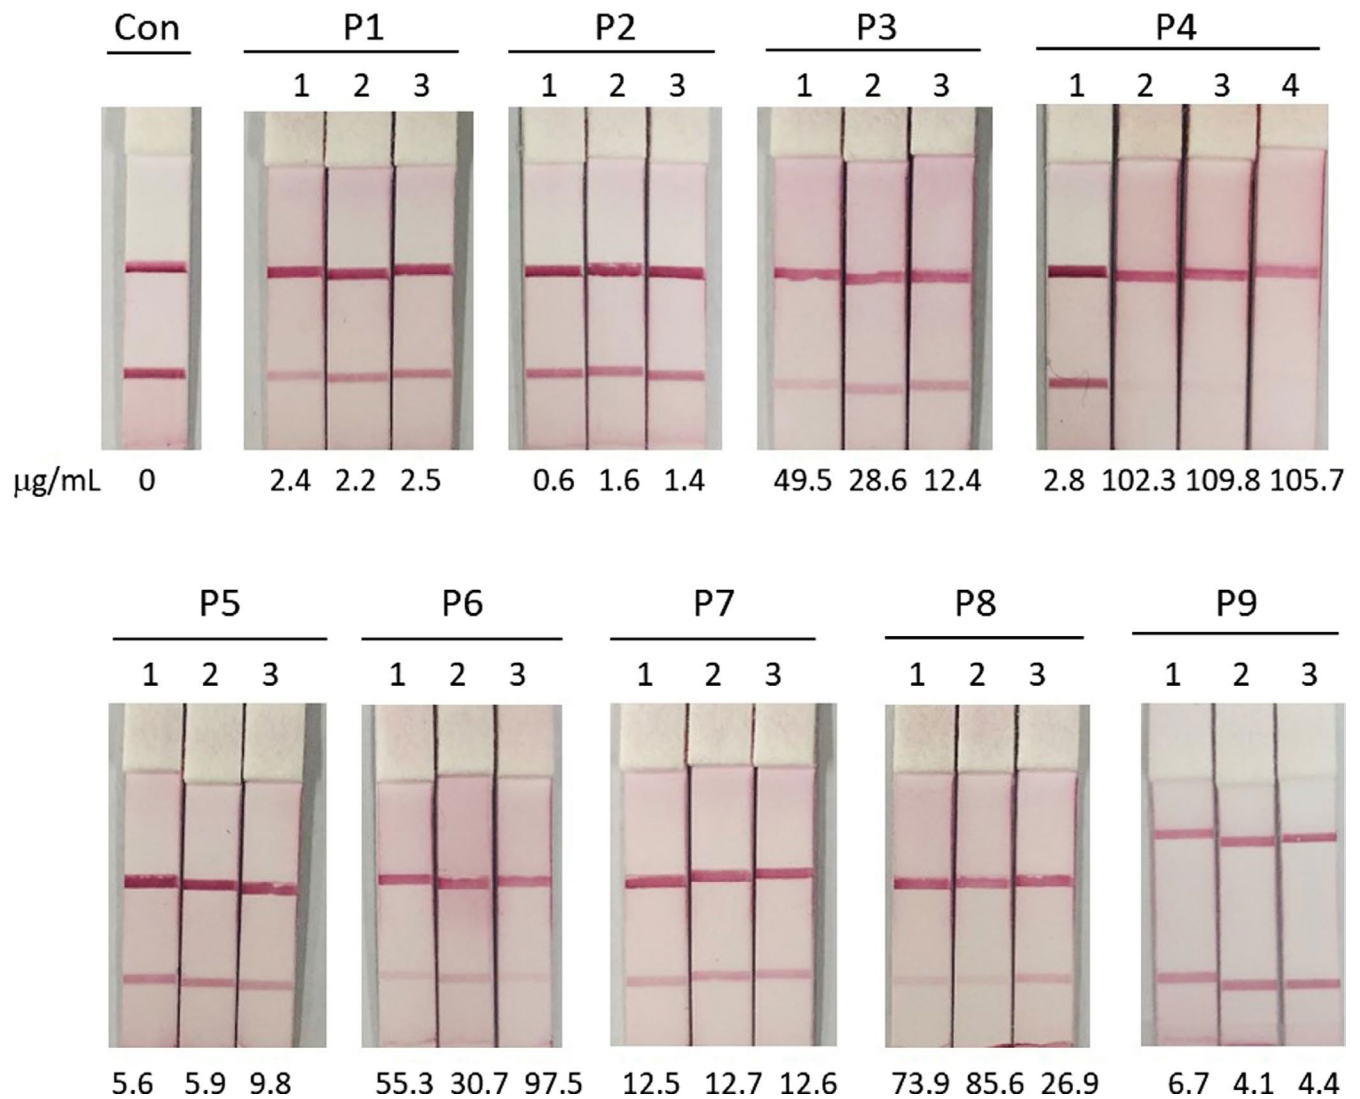 Con P1 P2 P3 P4
1 2 3 1 2 3 1 2 3 1 2 3 4
μg/mL 0 2.4 2.2 2.5 0.6 1.6 1.4 49.5 28.6 12.4 2.8 102.3 109.8 105.7
P5 P6 P7 P8 P9
1 2 3 1 2 3 1 2 3 1 2 3 1 2 3
5.6 5.9 9.8 55.3 30.7 97.5 12.5 12.7 12.6 73.9 85.6 26.9 6.7 4.1 4.4